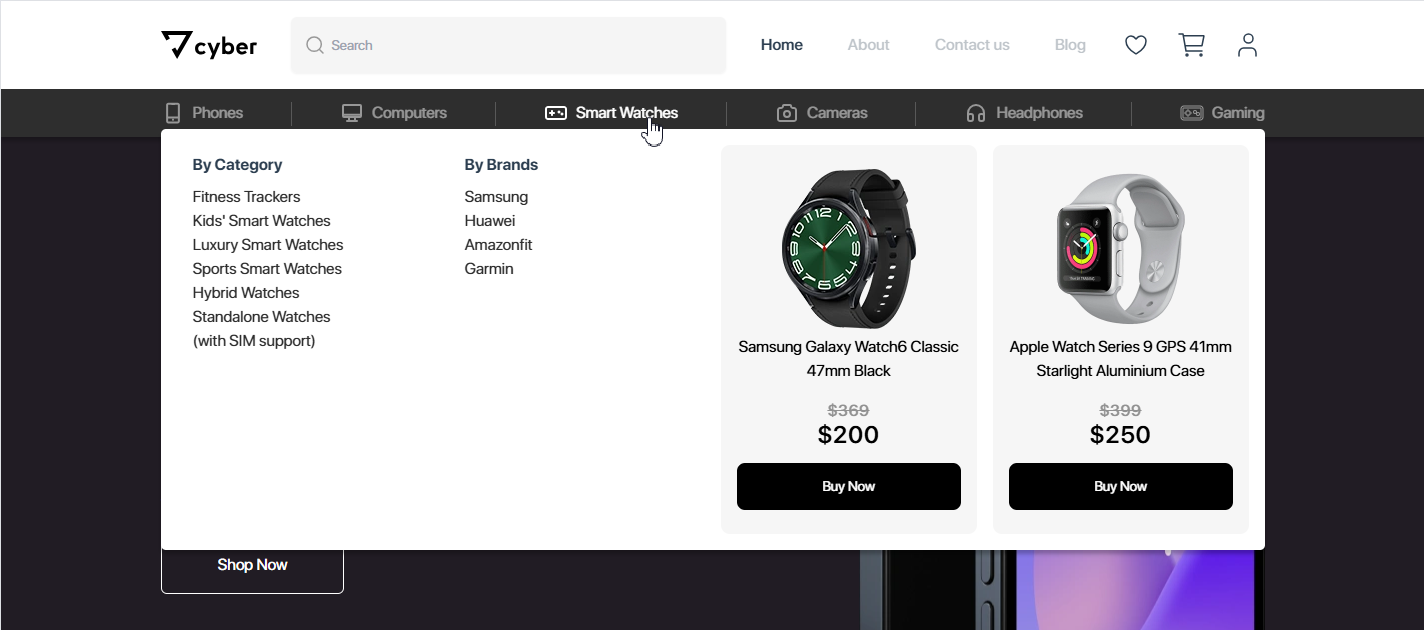 cyber
Search
Home
About
Contact us
Blog
Phones
Computers
Smart Watches
Cameras
Headphones
Gaming
By Category
Fitness Trackers
Kids' Smart Watches
Luxury Smart Watches
Sports Smart Watches
Hybrid Watches
Standalone Watches
(with SIM support)
By Brands
Samsung
Huawei
Amazonfit
Garmin
Samsung Galaxy Watch6 Classic
47mm Black
$369
$200
Buy Now
Apple Watch Series 9 GPS 41mm
Starlight Aluminium Case
$399
$250
Buy Now
Shop Now